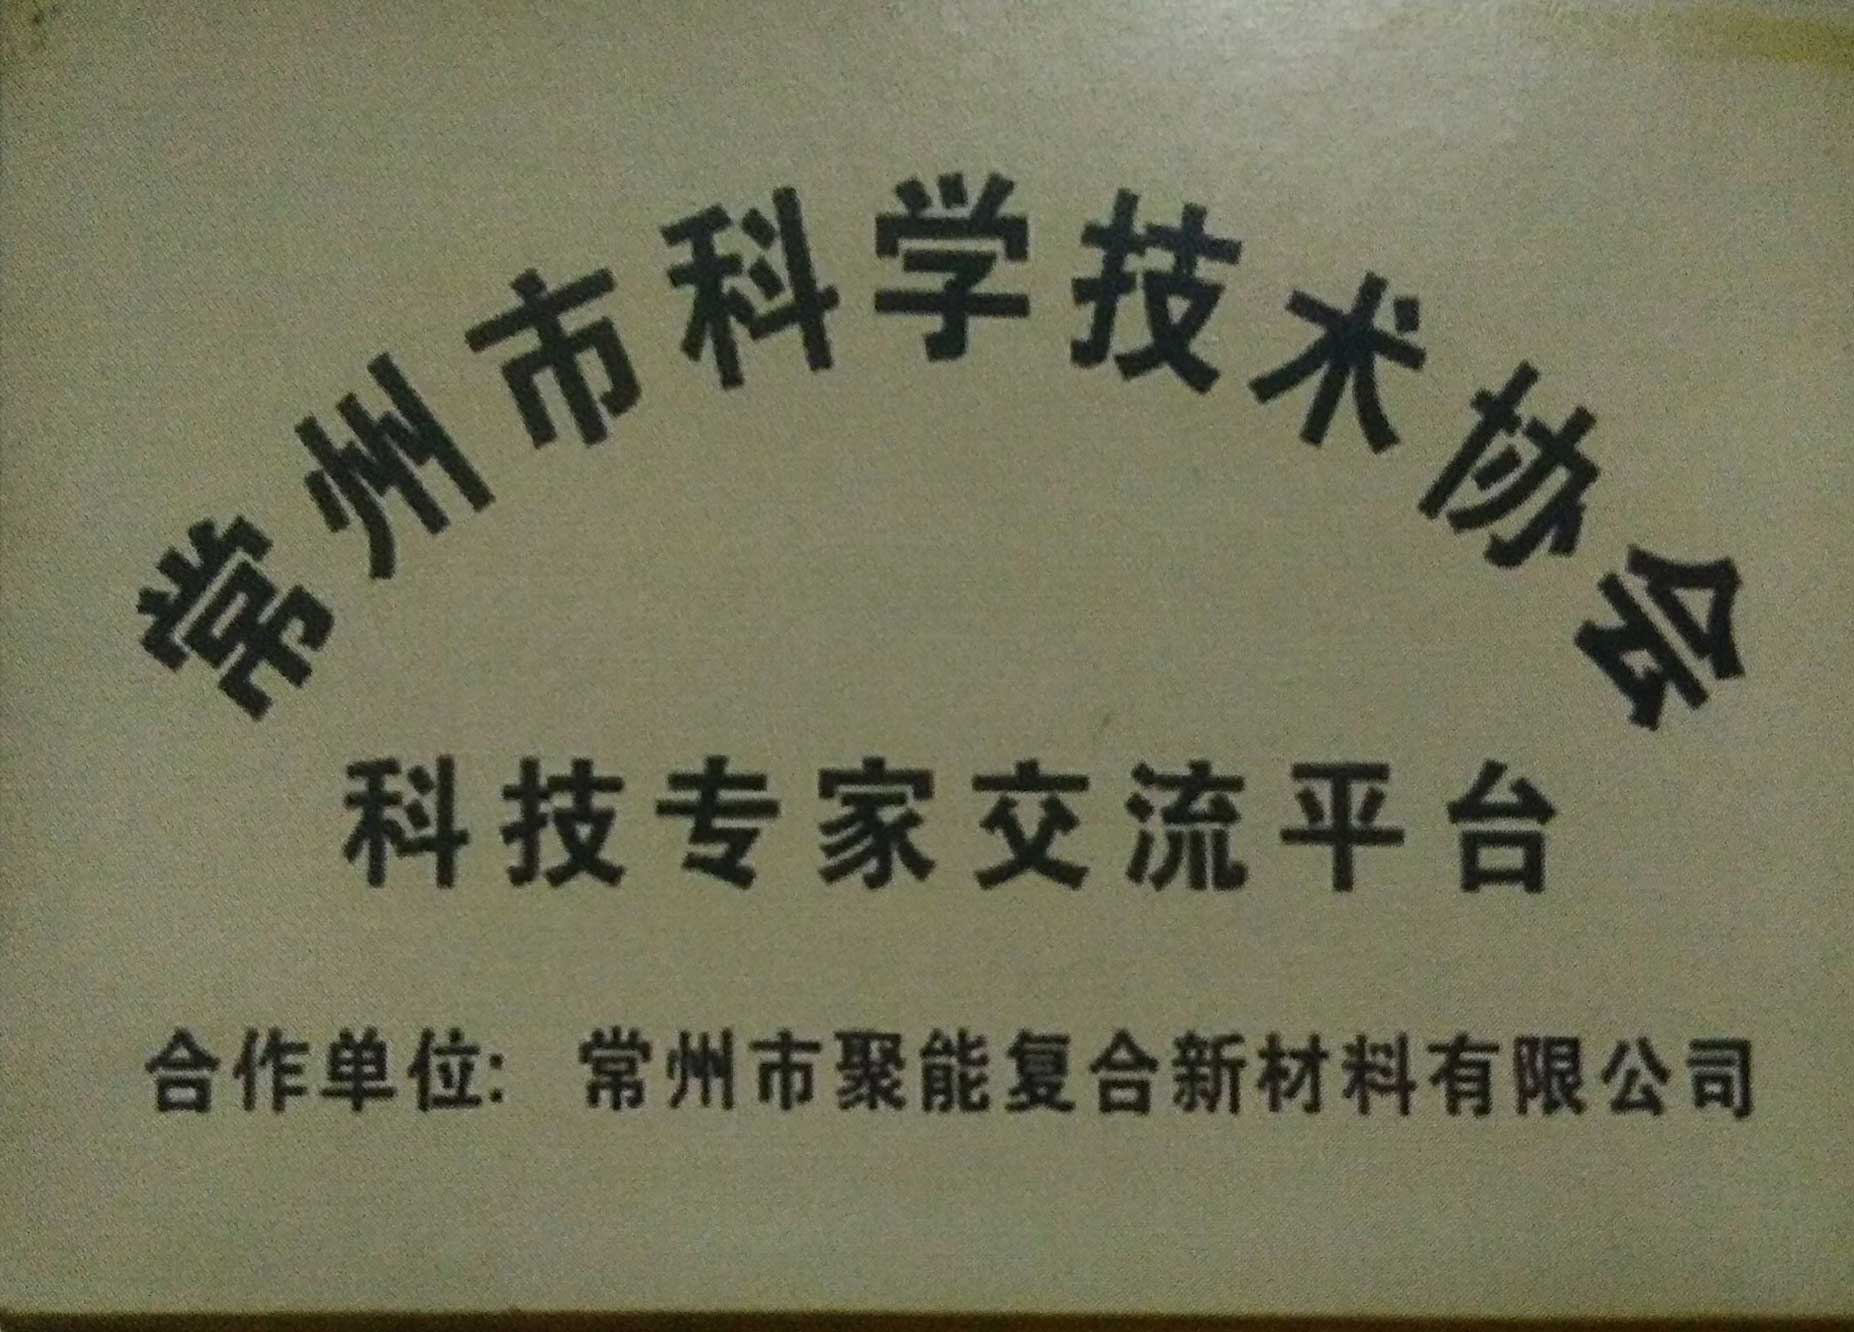 常州市科学技术协会
科技专家交流平台
合作单位: 常州市聚能复合新材料有限公司